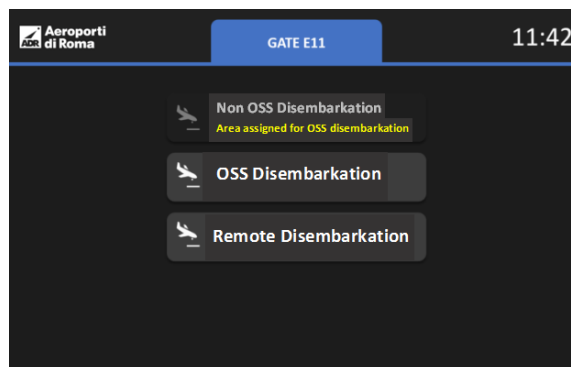 ADR Aeroporti
di Roma
GATE E11
11:42
Non OSS Disembarkation
Area assigned for OSS disembarkation
OSS Disembarkation
Remote Disembarkation